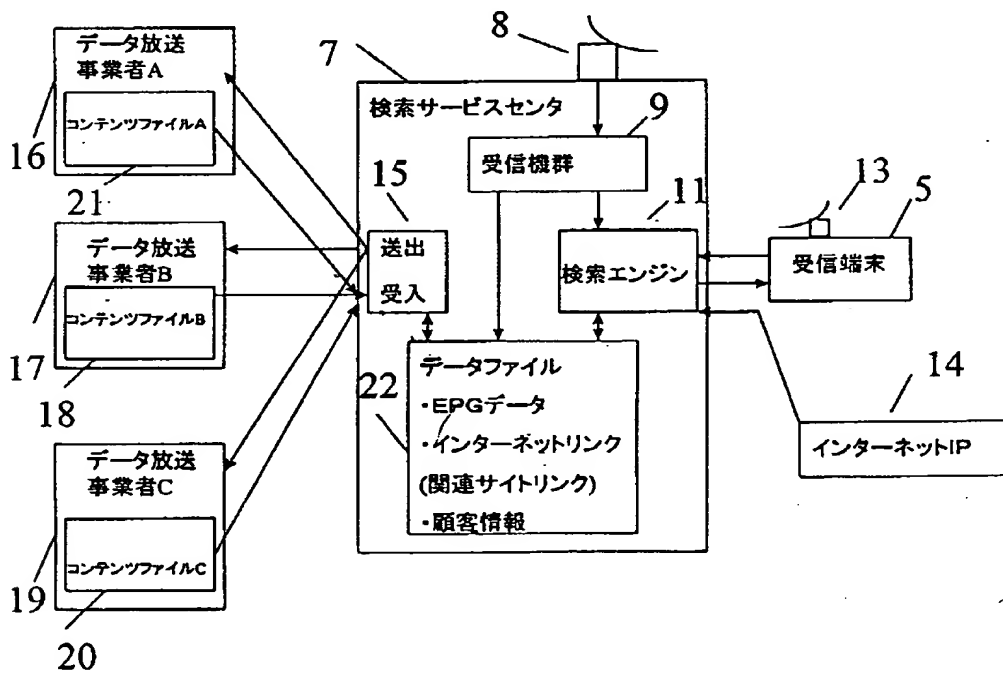 データ放送
事業者A
コンテンツファイルA
16
21
データ放送
事業者B
コンテンツファイルB
17
18
データ放送
事業者C
コンテンツファイルC
19
20
7
8
検索サービスセンタ
9
受信機群
15
送出
受入
11
検索エンジン
13
5
受信端末
22
データファイル
・EPGデータ
・インターネットリンク
(関連サイトリンク)
・顧客情報
14
インターネットIP